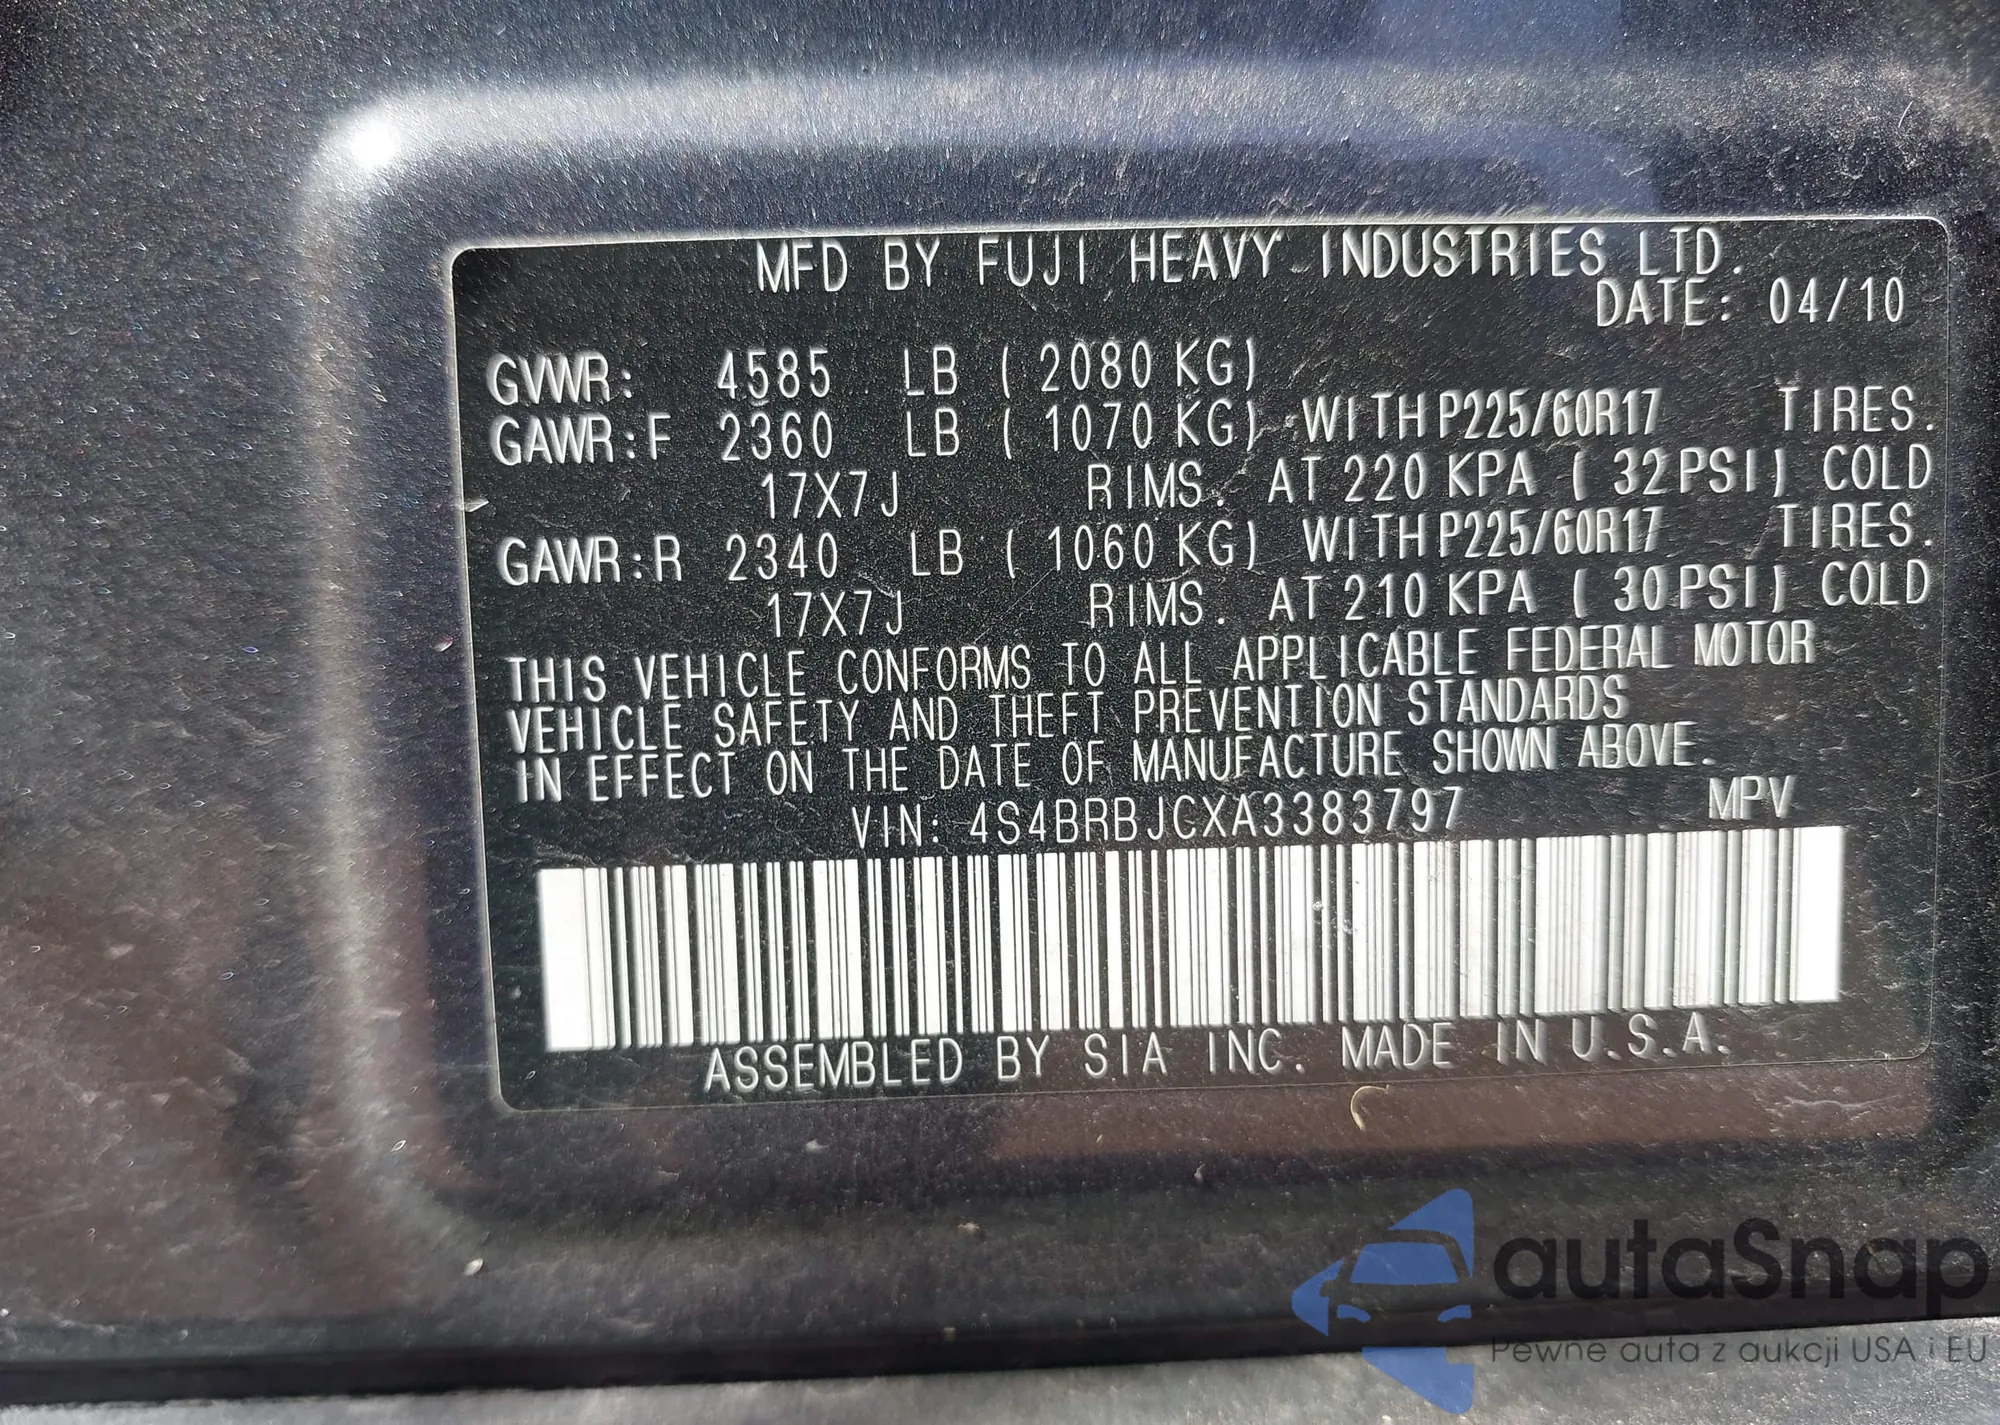 MFD BY FUJI HEAVY INDUSTRIES LTD.
DATE: 04/10
GVWR: 4585 LB ( 2080 KG)
GAWR:F 2360 LB ( 1070 KG) WITH P225/60R17 TIRES.
17X7J RIMS. AT 220 KPA ( 32 PSI) COLD
GAWR:R 2340 LB ( 1060 KG) WITH P225/60R17 TIRES.
17X7J RIMS. AT 210 KPA ( 30 PSI) COLD
THIS VEHICLE CONFORMS TO ALL APPLICABLE FEDERAL MOTOR
VEHICLE SAFETY AND THEFT PREVENTION STANDARDS
IN EFFECT ON THE DATE OF MANUFACTURE SHOWN ABOVE.
VIN: 4S4BRBJCXA3383797 MPV
ASSEMBLED BY SIA INC. MADE IN U.S.A.
autaSnap
Pewne auta z aukcji USA i EU